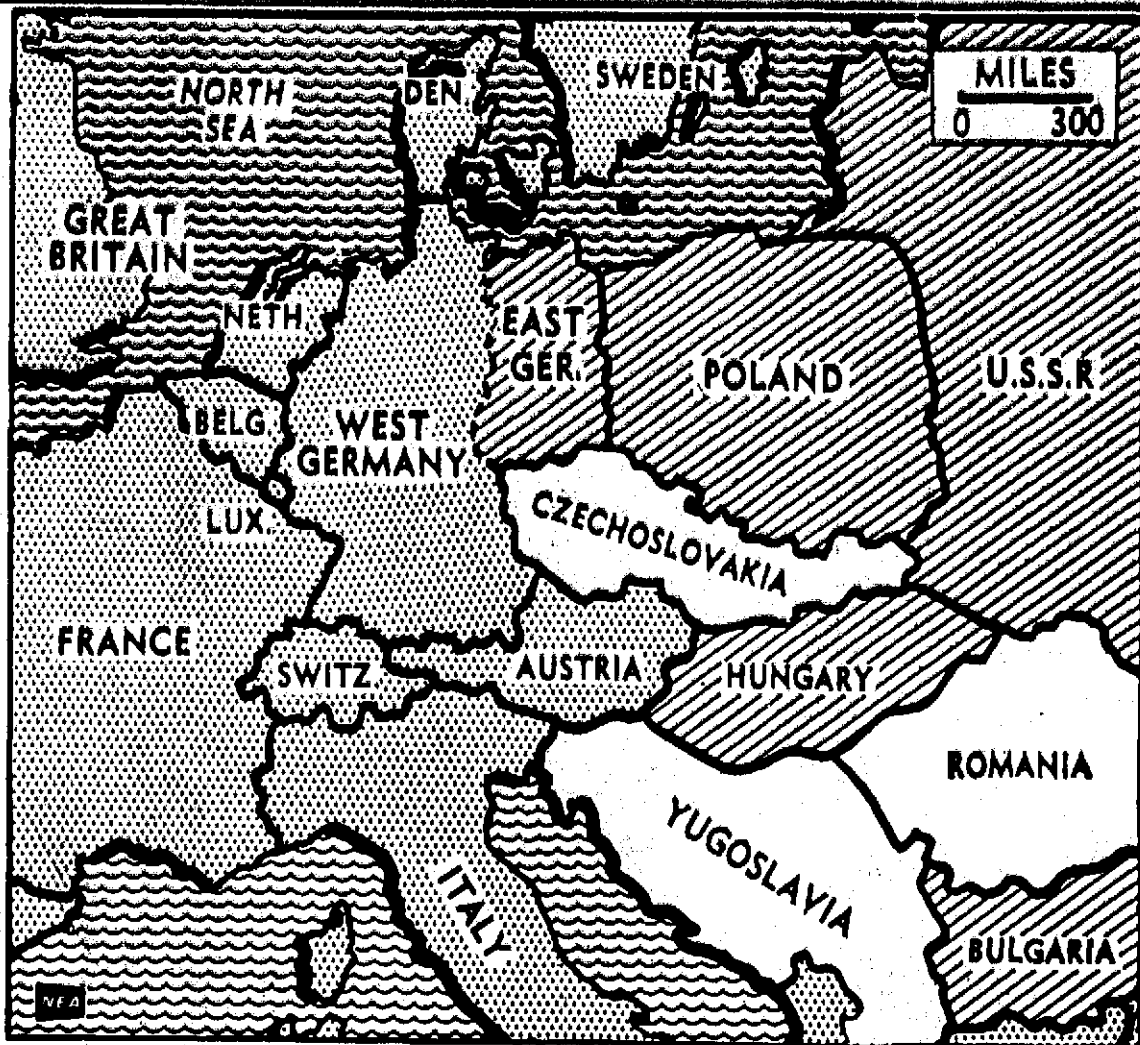 NORTH
SEA
DEN.
SWEDEN
MILES
0 300
GREAT
BRITAIN
NETH.
EAST
GER.
POLAND
U.S.S.R
BELG.
WEST
GERMANY
LUX.
CZECHOSLOVAKIA
FRANCE
SWITZ.
AUSTRIA
HUNGARY
ROMANIA
YUGOSLAVIA
ITALY
BULGARIA
NEA